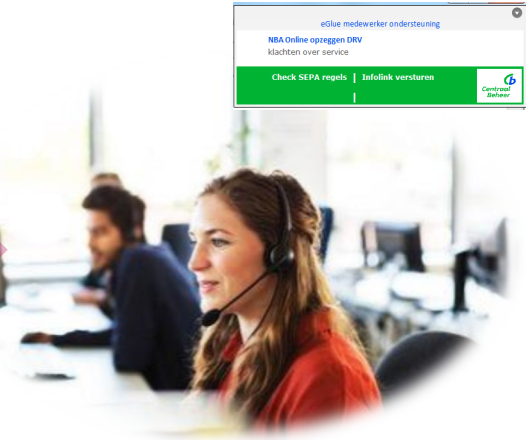 eGlue medewerker ondersteuning
NBA Online opzeggen DRV
klachten over service
Check SEPA regels | Infolink versturen
|
Centraal
Beheer